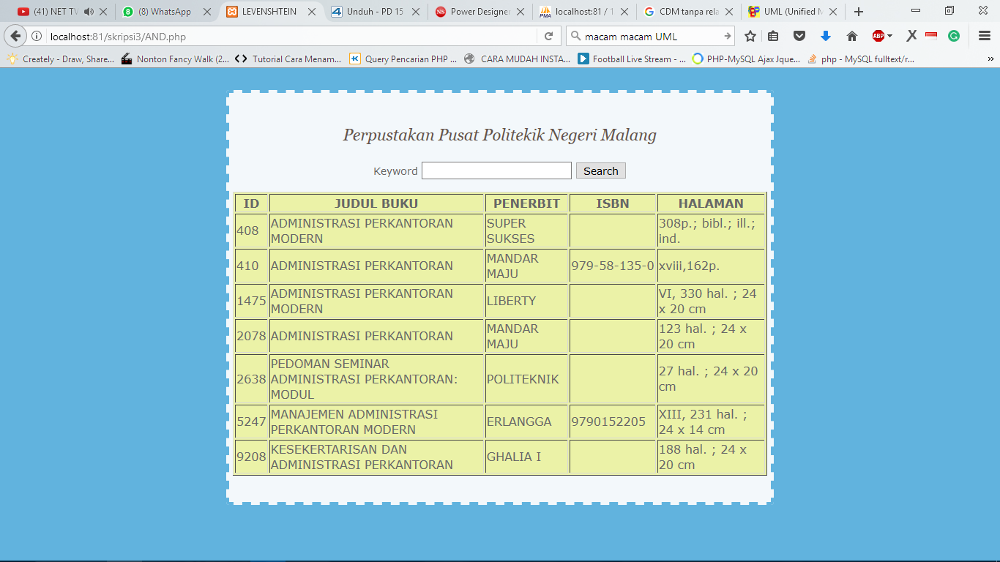 (41) NET TV
(8) WhatsApp
LEVENSHTEIN
Unduh - PD 15
Power Designer
localhost:81 / 1
CDM tanpa rela
UML (Unified M
localhost:81/skripsi3/AND.php
macam macam UML
Creately - Draw, Share...
Nonton Fancy Walk (2...
Tutorial Cara Menam...
Query Pencarian PHP ...
CARA MUDAH INSTA...
Football Live Stream - ...
PHP-MySQL Ajax Jque...
php - MySQL fulltext/r...
Perpustakan Pusat Politekik Negeri Malang
Keyword Search
ID JUDUL BUKU PENERBIT ISBN HALAMAN
408
ADMINISTRASI PERKANTORAN
MODERN
SUPER
SUKSES
308p.; bibl.; ill.;
ind.
410
ADMINISTRASI PERKANTORAN
MANDAR
MAJU
979-58-135-0
xviii,162p.
1475
ADMINISTRASI PERKANTORAN
MODERN
LIBERTY
VI, 330 hal. ; 24
x 20 cm
2078
ADMINISTRASI PERKANTORAN
MANDAR
MAJU
123 hal. ; 24 x
20 cm
2638
PEDOMAN SEMINAR
ADMINISTRASI PERKANTORAN:
MODUL
POLITEKNIK
27 hal. ; 24 x 20
cm
5247
MANAJEMEN ADMINISTRASI
PERKANTORAN MODERN
ERLANGGA
9790152205
XIII, 231 hal. ;
24 x 14 cm
9208
KESEKERTARISAN DAN
ADMINISTRASI PERKANTORAN
GHALIA I
188 hal. ; 24 x
20 cm